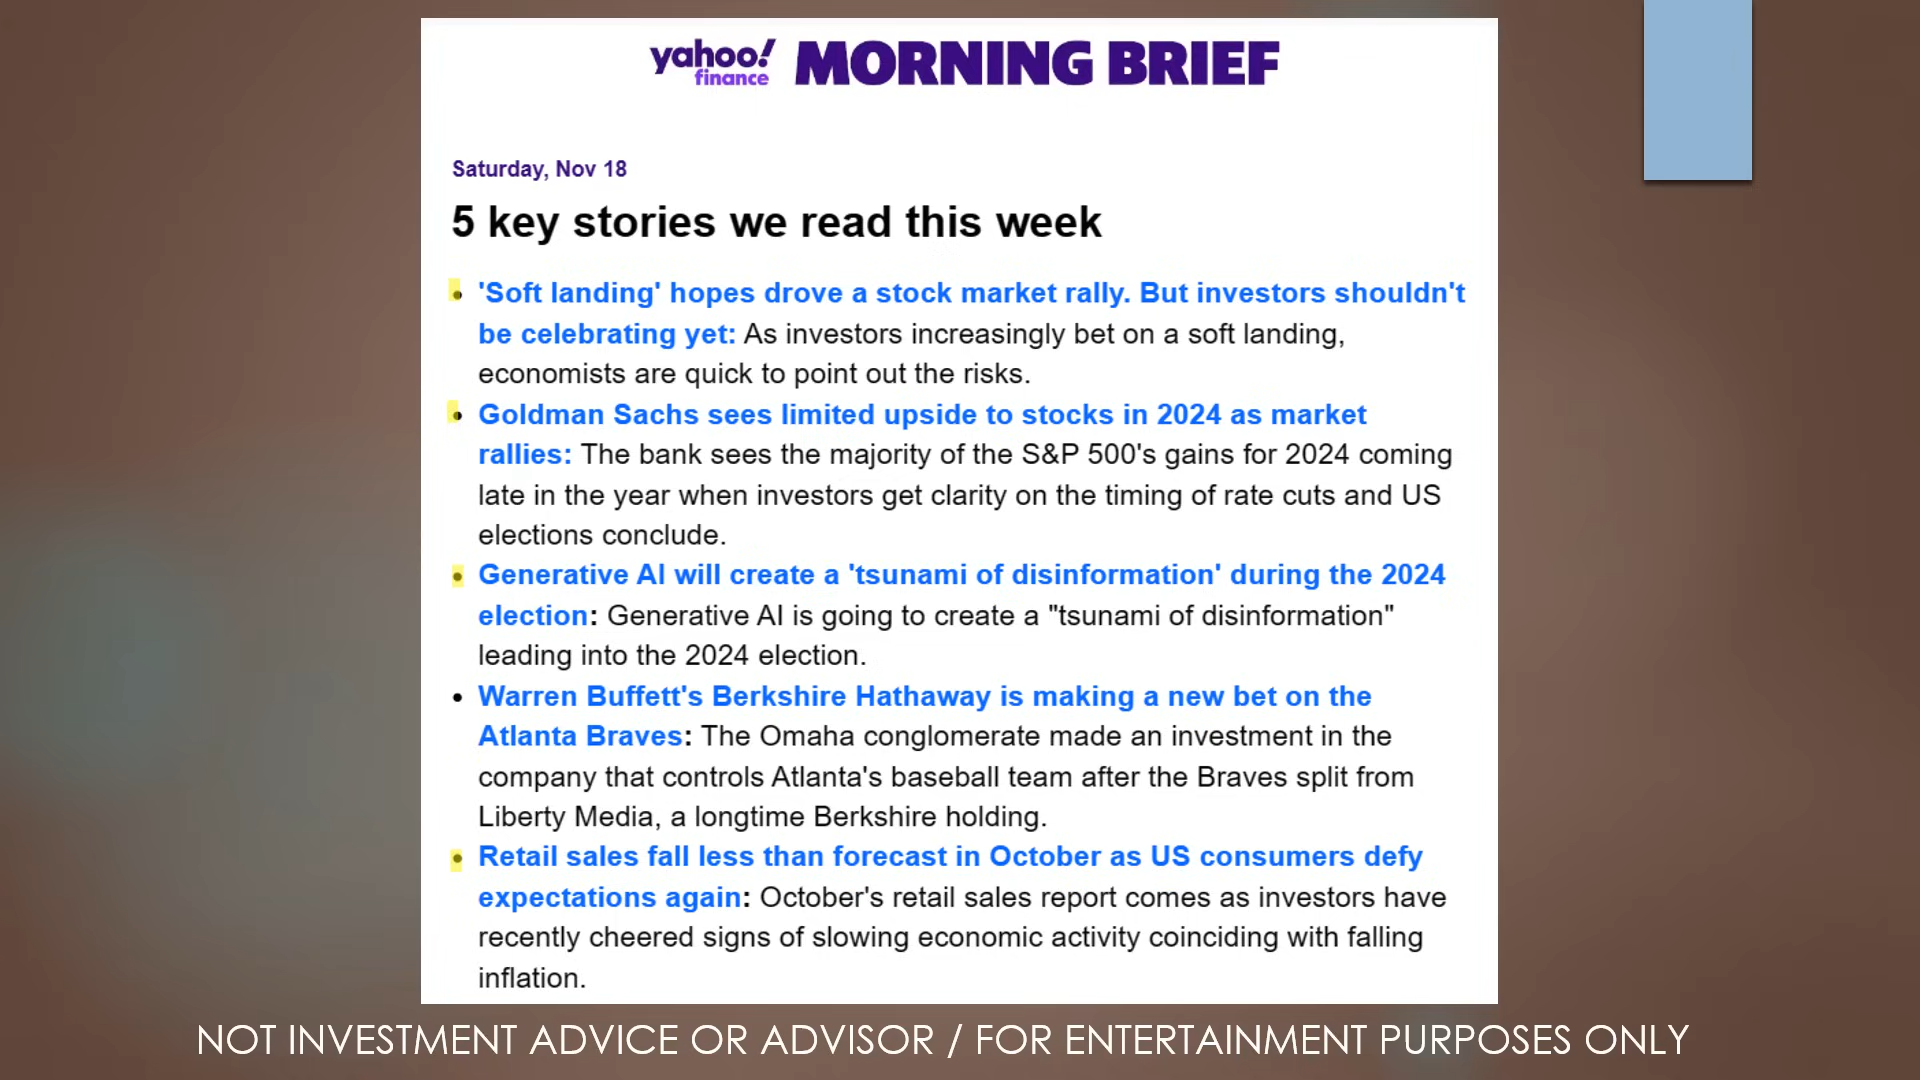 yahoo! finance MORNING BRIEF
Saturday, Nov 18
5 key stories we read this week
• 'Soft landing' hopes drove a stock market rally. But investors shouldn't
be celebrating yet: As investors increasingly bet on a soft landing,
economists are quick to point out the risks.
• Goldman Sachs sees limited upside to stocks in 2024 as market
rallies: The bank sees the majority of the S&P 500's gains for 2024 coming
late in the year when investors get clarity on the timing of rate cuts and US
elections conclude.
• Generative AI will create a 'tsunami of disinformation' during the 2024
election: Generative AI is going to create a "tsunami of disinformation"
leading into the 2024 election.
• Warren Buffett's Berkshire Hathaway is making a new bet on the
Atlanta Braves: The Omaha conglomerate made an investment in the
company that controls Atlanta's baseball team after the Braves split from
Liberty Media, a longtime Berkshire holding.
• Retail sales fall less than forecast in October as US consumers defy
expectations again: October's retail sales report comes as investors have
recently cheered signs of slowing economic activity coinciding with falling
inflation.
NOT INVESTMENT ADVICE OR ADVISOR / FOR ENTERTAINMENT PURPOSES ONLY